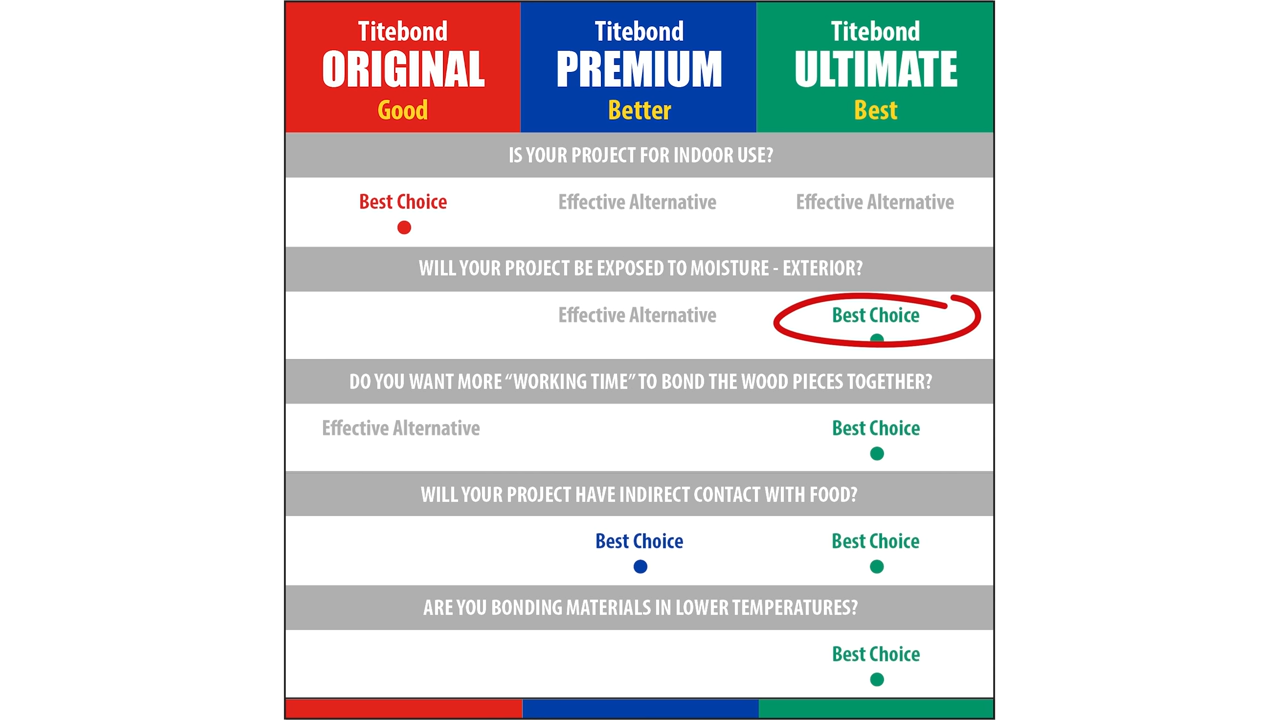 Titebond
ORIGINAL
Good
Titebond
PREMIUM
Better
Titebond
ULTIMATE
Best
IS YOUR PROJECT FOR INDOOR USE?
Best Choice
Effective Alternative
Effective Alternative
WILL YOUR PROJECT BE EXPOSED TO MOISTURE - EXTERIOR?
Effective Alternative
Best Choice
DO YOU WANT MORE “WORKING TIME” TO BOND THE WOOD PIECES TOGETHER?
Effective Alternative
Best Choice
WILL YOUR PROJECT HAVE INDIRECT CONTACT WITH FOOD?
Best Choice
Best Choice
ARE YOU BONDING MATERIALS IN LOWER TEMPERATURES?
Best Choice